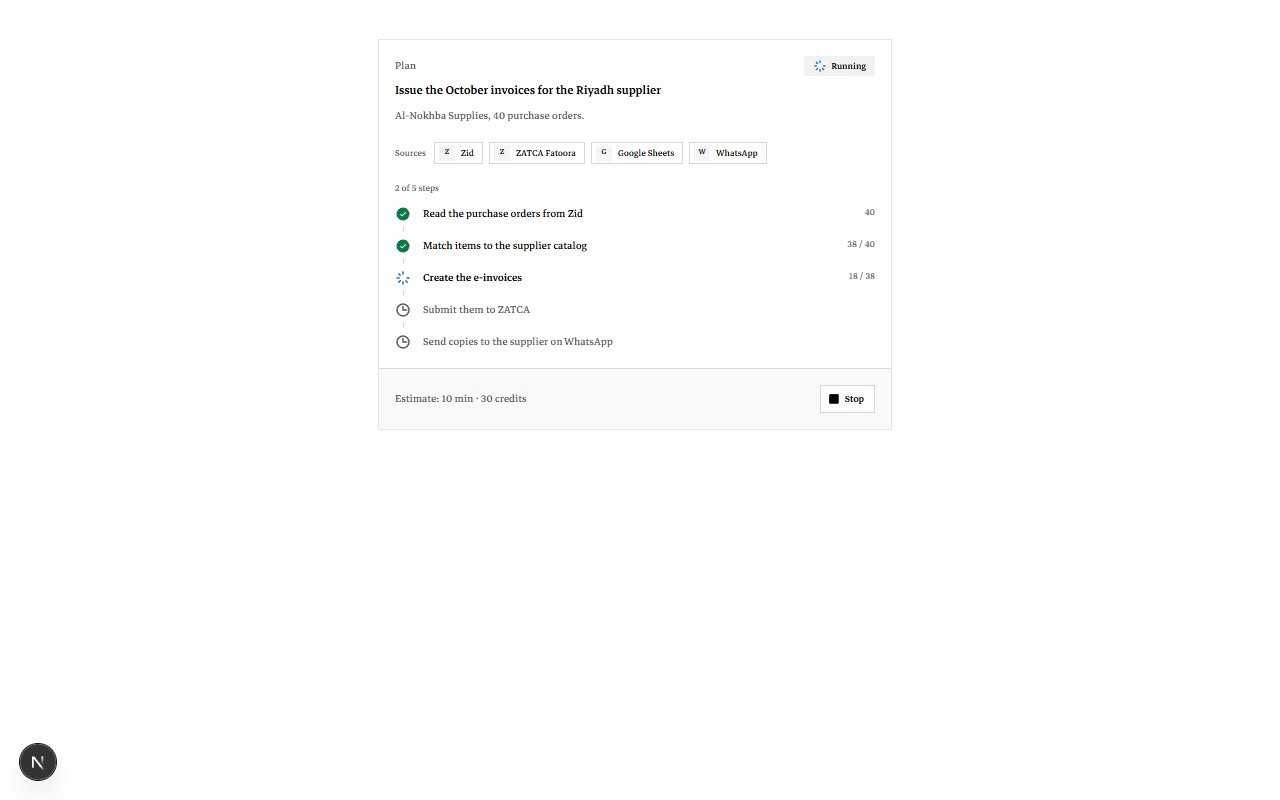 Plan
Running
Issue the October invoices for the Riyadh supplier
Al-Nokhba Supplies, 40 purchase orders.
Sources Z Zid Z ZATCA Fatoora G Google Sheets W WhatsApp
2 of 5 steps
Read the purchase orders from Zid 40
Match items to the supplier catalog 38 / 40
Create the e-invoices 18 / 38
Submit them to ZATCA
Send copies to the supplier on WhatsApp
Estimate: 10 min · 30 credits Stop
N